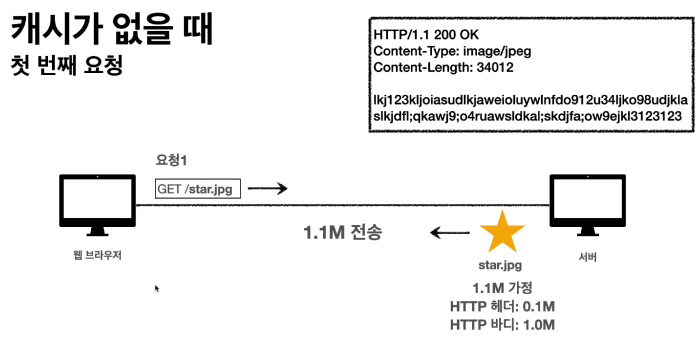 캐시가 없을 때
첫 번째 요청
HTTP/1.1 200 OK
Content-Type: image/jpeg
Content-Length: 34012
lkj123kljoiasudlkjaweioluywlnfdo912u34ljko98udjkla
slkjdfl;qkawj9;o4ruawsldkal;skdjfa;ow9ejkl3123123
요청1
GET /star.jpg
1.1M 전송
웹 브라우저
star.jpg
서버
1.1M 가정
HTTP 헤더: 0.1M
HTTP 바디: 1.0M